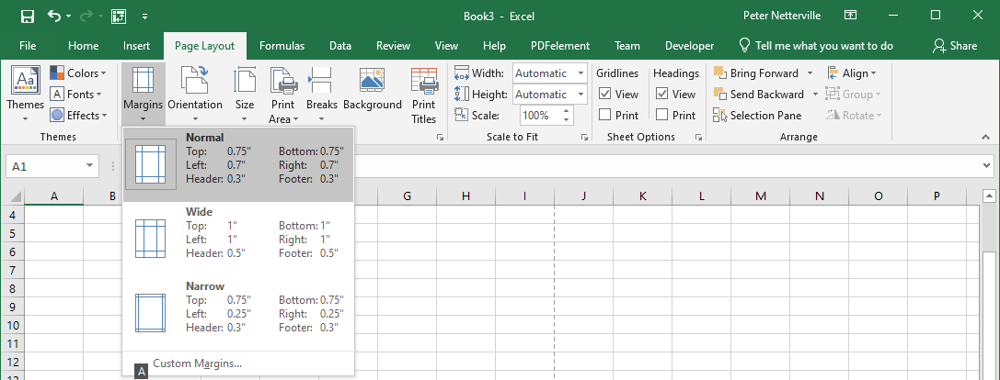 Book3 - Excel
Peter Netterville
File Home Insert Page Layout Formulas Data Review View Help PDFelement Team Developer Tell me what you want to do Share
Themes
Colors
Fonts
Effects
Themes
Margins
Orientation
Size
Print Area
Breaks
Background
Print Titles
Width: Automatic
Height: Automatic
Scale: 100%
Scale to Fit
Gridlines
View
Print
Headings
View
Print
Sheet Options
Bring Forward
Send Backward
Selection Pane
Align
Group
Rotate
Arrange
Normal
Top: 0.75" Bottom: 0.75"
Left: 0.7" Right: 0.7"
Header: 0.3" Footer: 0.3"
Wide
Top: 1" Bottom: 1"
Left: 1" Right: 1"
Header: 0.5" Footer: 0.5"
Narrow
Top: 0.75" Bottom: 0.75"
Left: 0.25" Right: 0.25"
Header: 0.3" Footer: 0.3"
A
Custom Margins...
A1
A B G H I J K L M N O P
4
5
6
7
8
9
10
11
12